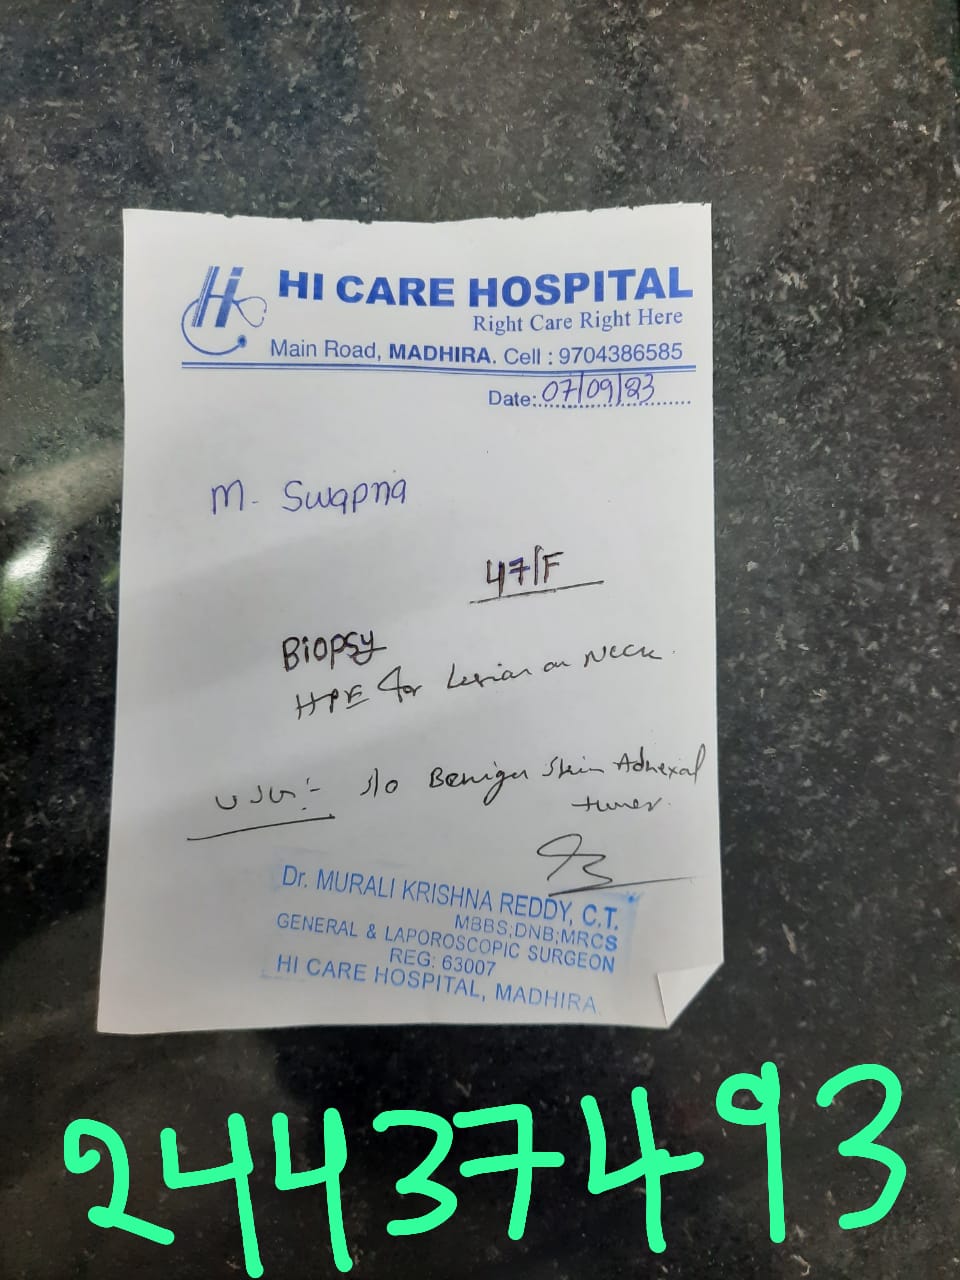 HI CARE HOSPITAL
Right Care Right Here
Main Road, MADHIRA. Cell : 9704386585
Date: 07/09/23
M. Swapna
47/F
Biopsy
HPE for Lesion on Neck.
USG:- S/o Benign Skin Adnexal
tumor.
Dr. MURALI KRISHNA REDDY, C.T.
MBBS;DNB;MRCS
GENERAL & LAPOROSCOPIC SURGEON
REG: 63007
HI CARE HOSPITAL, MADHIRA.
24437493